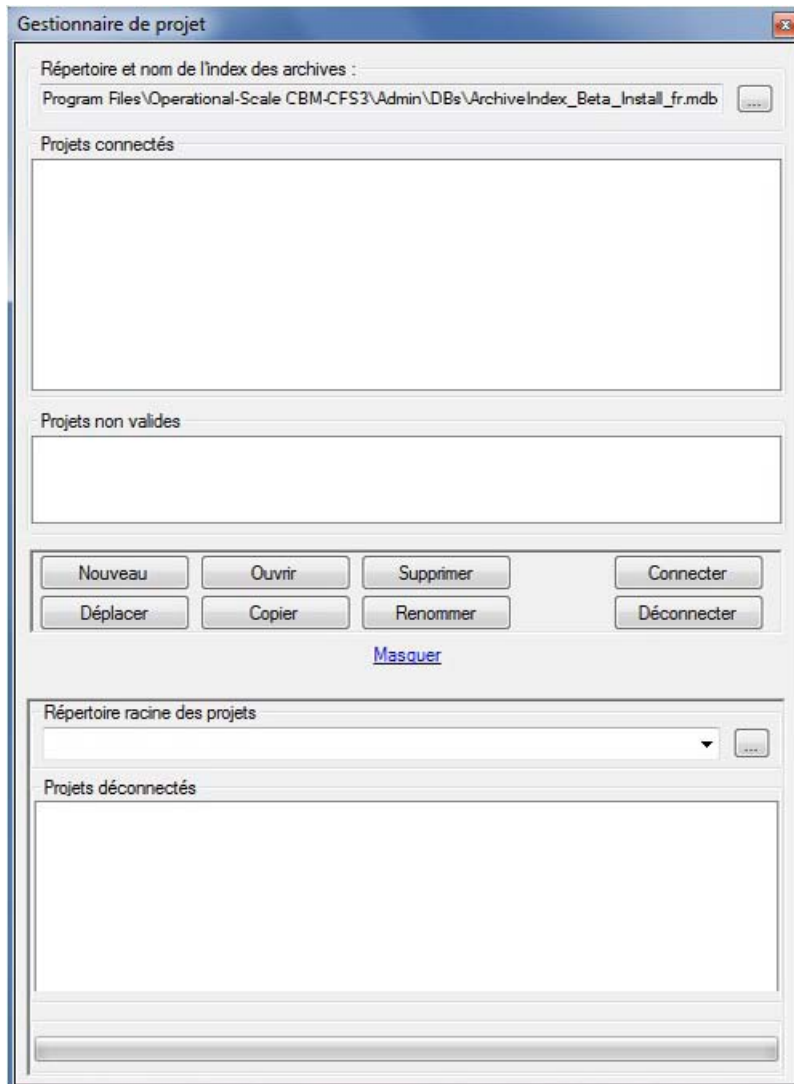 Gestionnaire de projet
Répertoire et nom de l'index des archives :
Program Files\Operational-Scale CBM-CFS3\Admin\DBs\ArchiveIndex_Beta_Install_fr.mdb ...
Projets connectés
Projets non valides
Nouveau Ouvrir Supprimer Connecter
Déplacer Copier Renommer Déconnecter
Masquer
Répertoire racine des projets
...
Projets déconnectés